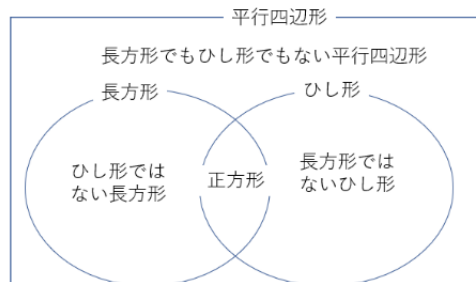 平行四辺形
長方形でもひし形でもない平行四辺形
長方形
ひし形
ひし形では
ない長方形
正方形
長方形では
ないひし形